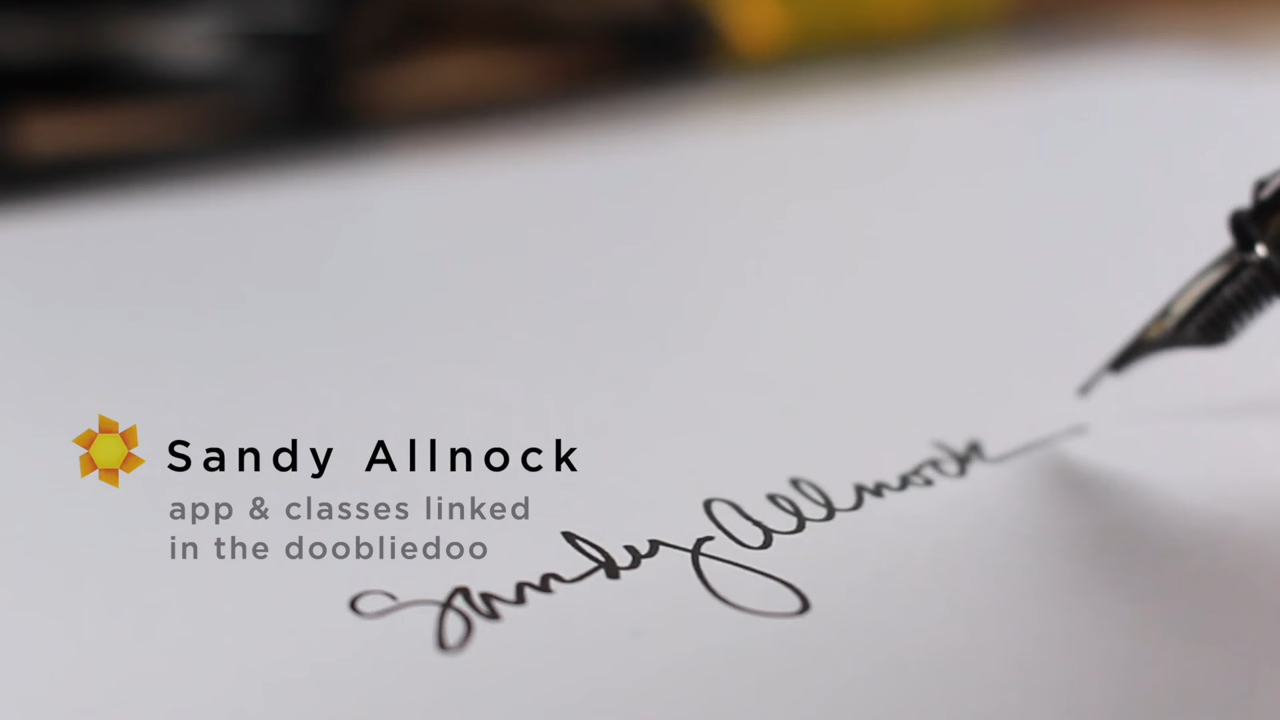 Sandy Allnock
app & classes linked
in the doobliedoo
Sandy Allnock